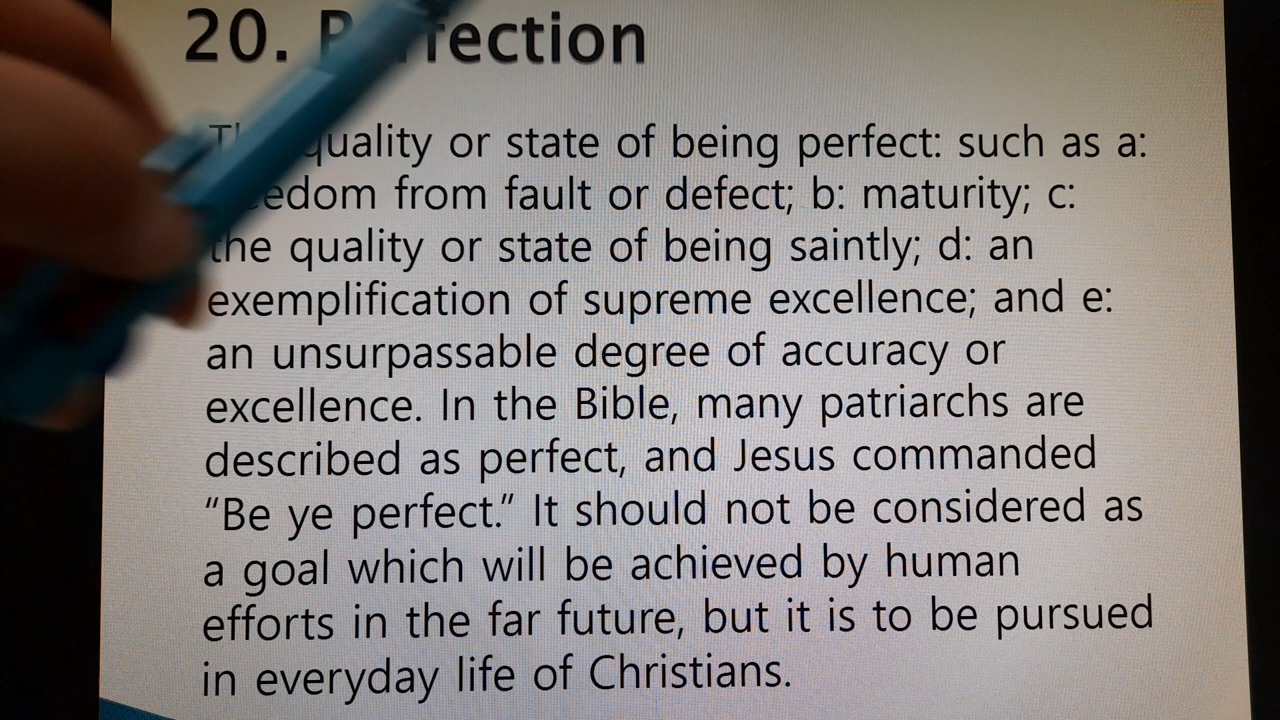 20. Perfection
The quality or state of being perfect: such as a:
freedom from fault or defect; b: maturity; c:
the quality or state of being saintly; d: an
exemplification of supreme excellence; and e:
an unsurpassable degree of accuracy or
excellence. In the Bible, many patriarchs are
described as perfect, and Jesus commanded
“Be ye perfect.” It should not be considered as
a goal which will be achieved by human
efforts in the far future, but it is to be pursued
in everyday life of Christians.